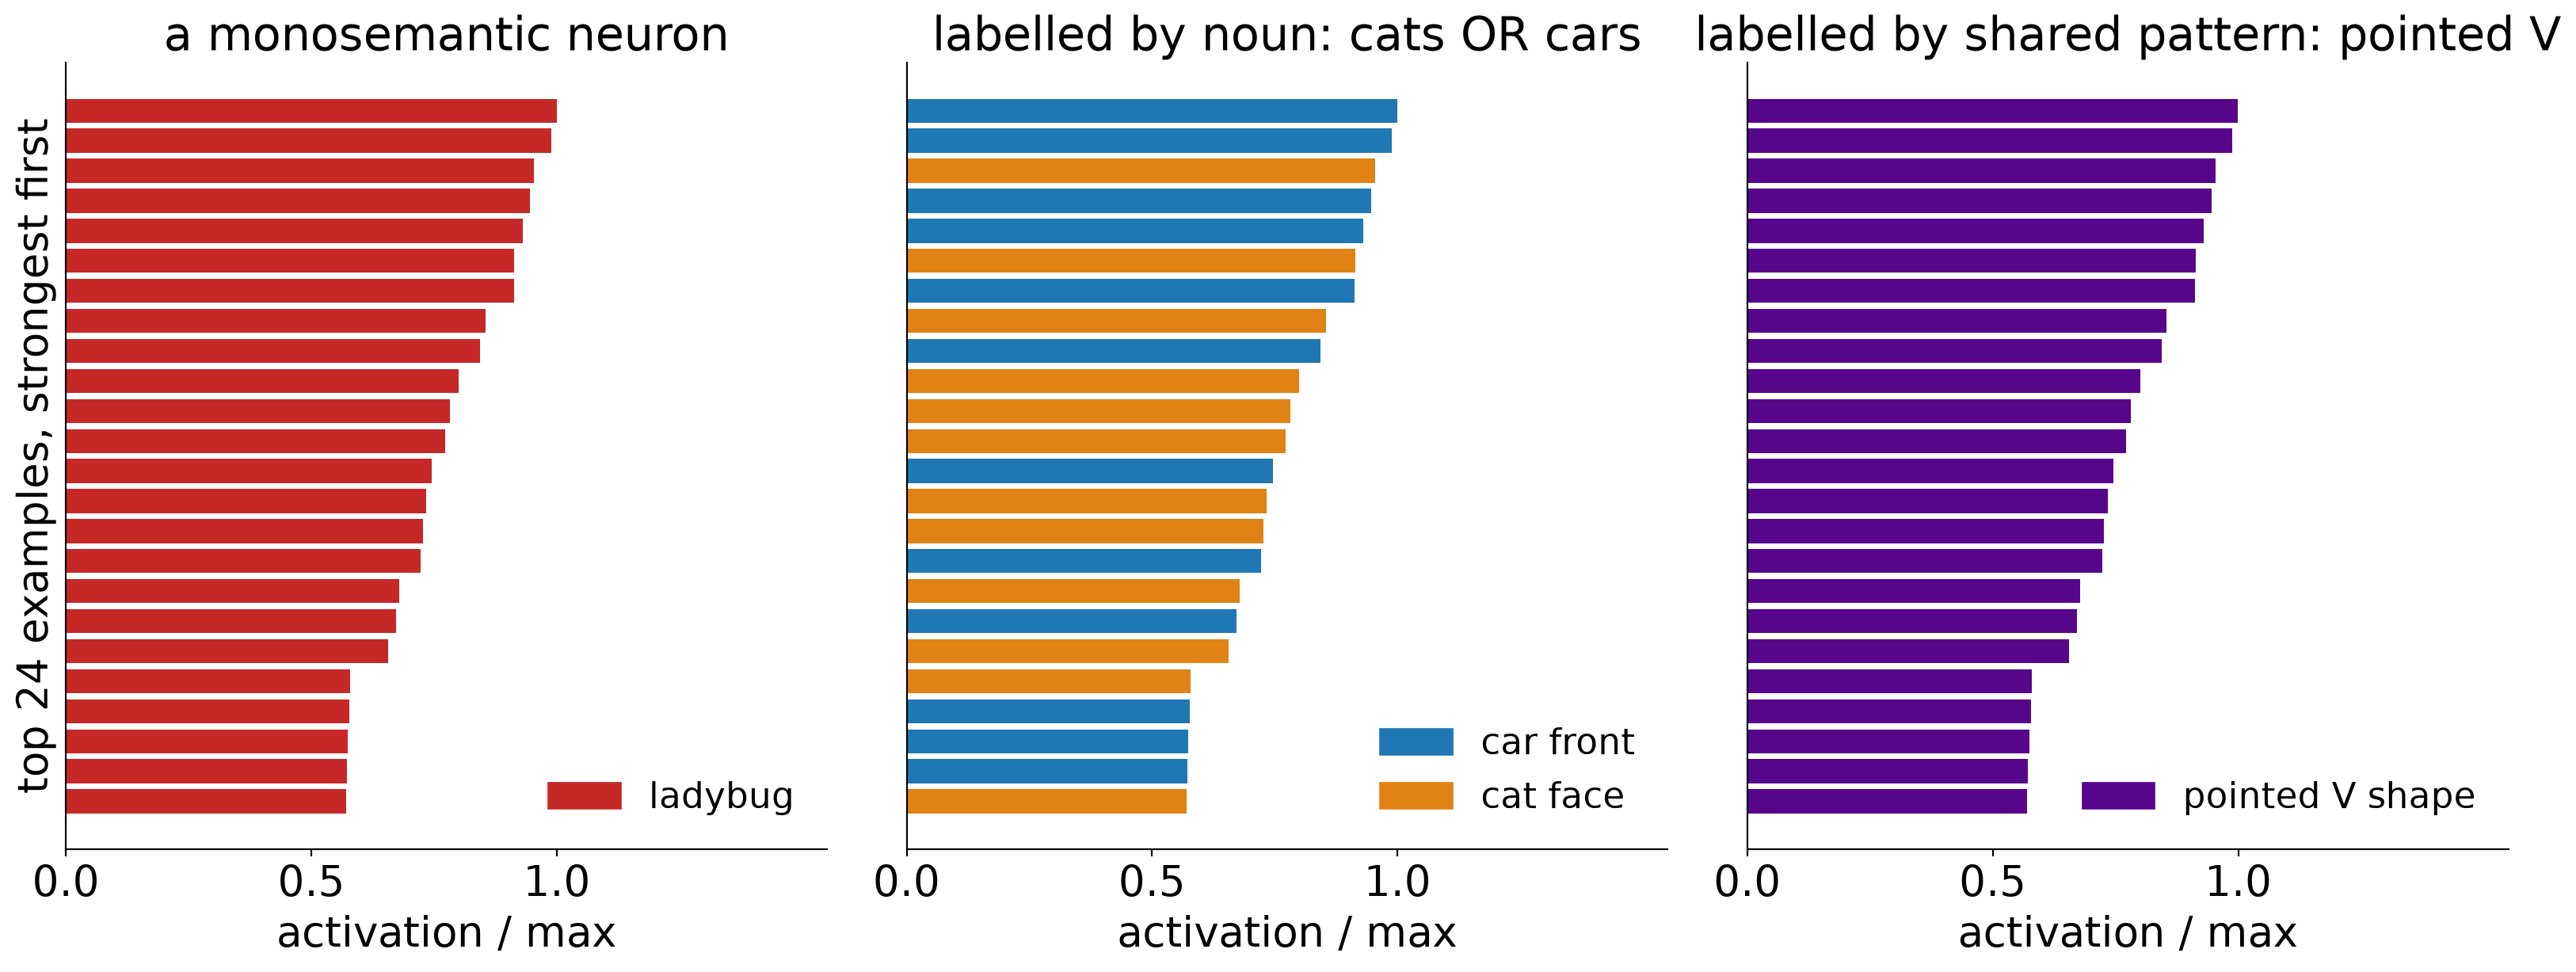 a monosemantic neuron
labelled by noun: cats OR cars
labelled by shared pattern: pointed V
top 24 examples, strongest first
ladybug
car front
cat face
pointed V shape
0.0 0.5 1.0
0.0 0.5 1.0
0.0 0.5 1.0
activation / max
activation / max
activation / max